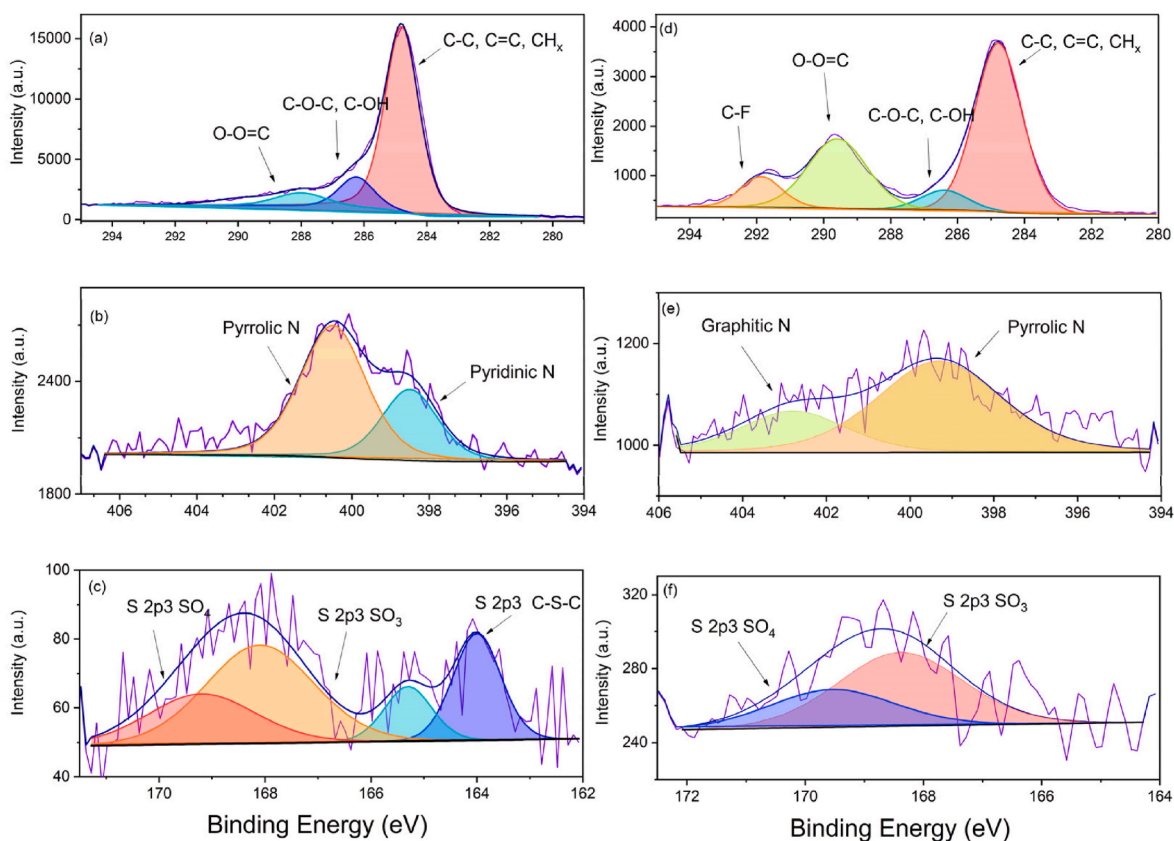 (a)
Intensity (a.u.)
15000
10000
5000
0
C-C, C=C, CHx
C-O-C, C-OH
O-O=C
294 292 290 288 286 284 282 280
(d)
Intensity (a.u.)
4000
3000
2000
1000
0
C-C, C=C, CHx
O-O=C
C-O-C, C-OH
C-F
294 292 290 288 286 284 282 280
(b)
Intensity (a.u.)
2400
1800
Pyrrolic N
Pyridinic N
406 404 402 400 398 396 394
(e)
Intensity (a.u.)
1200
1000
900
Graphitic N
Pyrrolic N
406 404 402 400 398 396 394
(c)
Intensity (a.u.)
100
80
60
40
S 2p3 SO4
S 2p3 SO3
S 2p3 C-S-C
170 168 166 164 162
Binding Energy (eV)
(f)
Intensity (a.u.)
320
280
240
S 2p3 SO4
S 2p3 SO3
172 170 168 166 164
Binding Energy (eV)